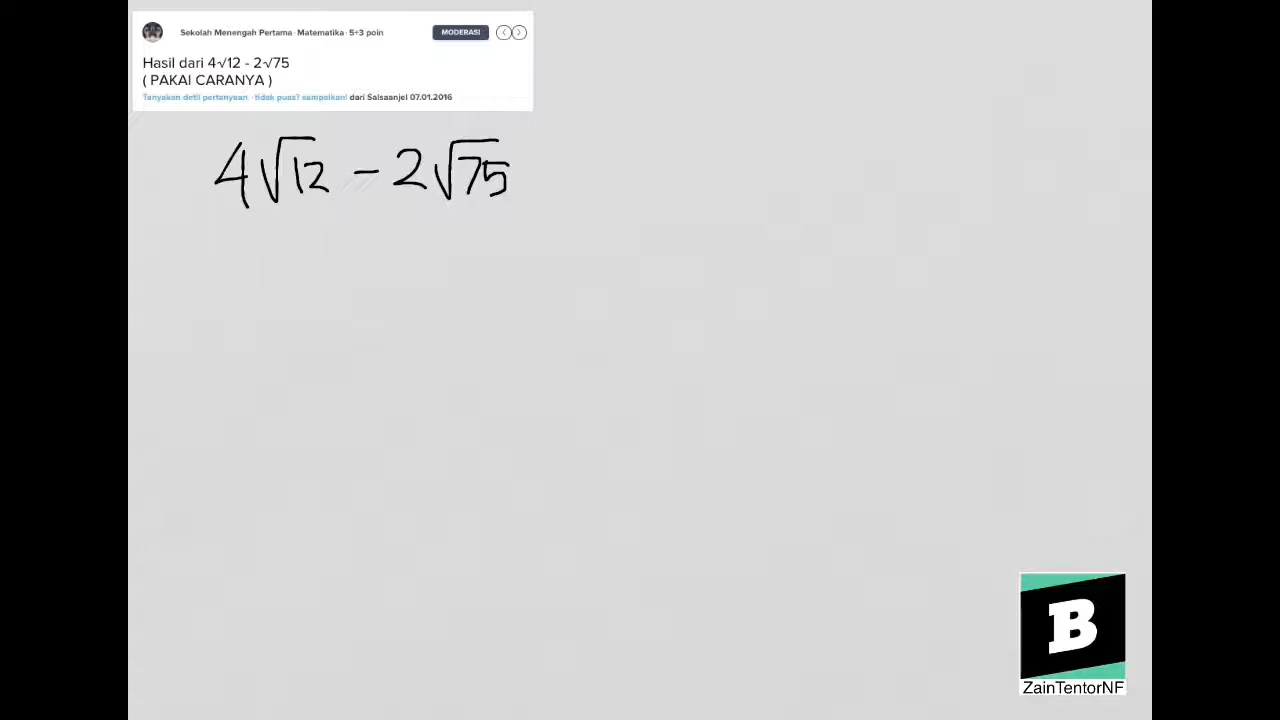 Sekolah Menengah Pertama · Matematika · 5+3 poin
MODERASI
Hasil dari 4√12 - 2√75
( PAKAI CARANYA )
Tanyakan detil pertanyaan · tidak puas? sampaikan! dari Salsaanjel 07.01.2016
4√12 - 2√75
B
ZainTentorNF